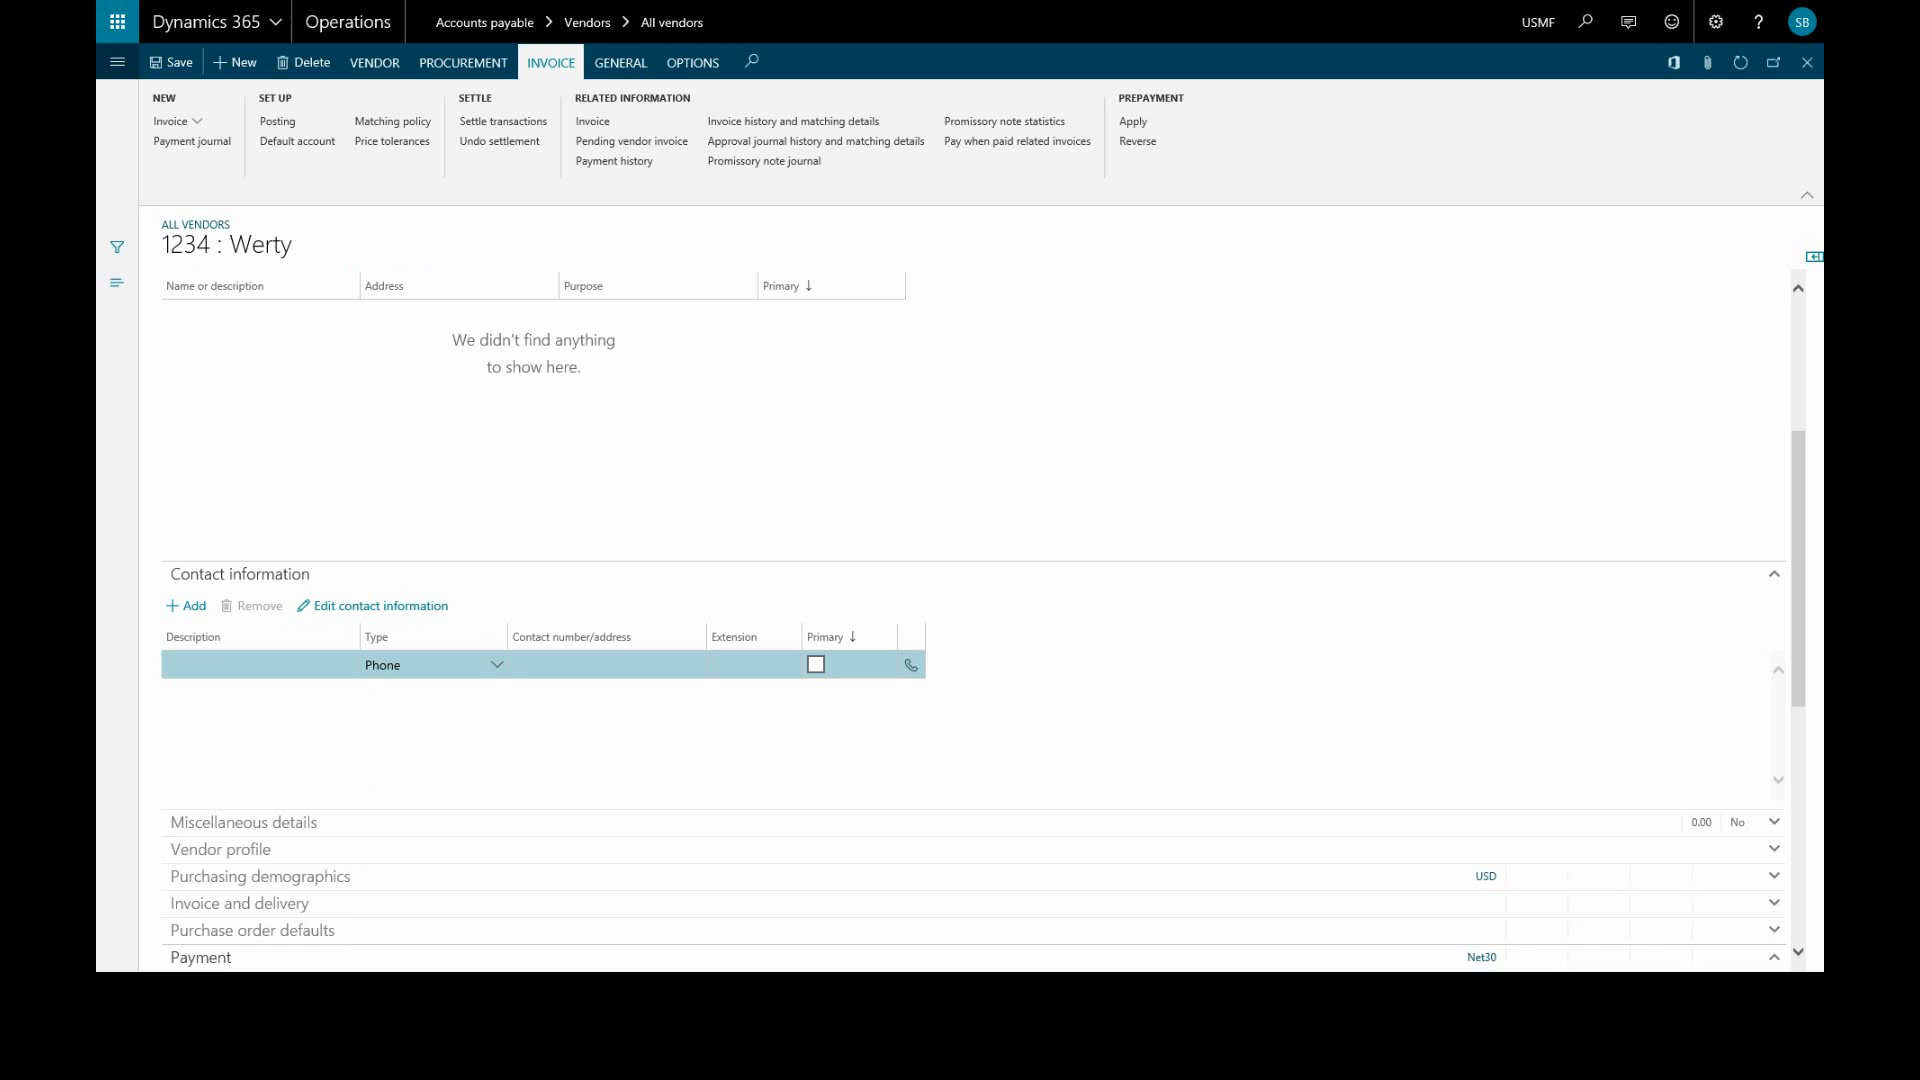 Dynamics 365 Operations Accounts payable > Vendors > All vendors USMF ? SB
Save New Delete VENDOR PROCUREMENT INVOICE GENERAL OPTIONS
NEW SET UP SETTLE RELATED INFORMATION PREPAYMENT
Invoice Posting Matching policy Settle transactions Invoice Invoice history and matching details Promissory note statistics Apply
Payment journal Default account Price tolerances Undo settlement Pending vendor invoice Approval journal history and matching details Pay when paid related invoices Reverse
Payment history Promissory note journal
ALL VENDORS
1234 : Werty
Name or description Address Purpose Primary
We didn't find anything
to show here.
Contact information
Add Remove Edit contact information
Description Type Contact number/address Extension Primary
Phone
Miscellaneous details 0.00 No
Vendor profile
Purchasing demographics USD
Invoice and delivery
Purchase order defaults
Payment Net30